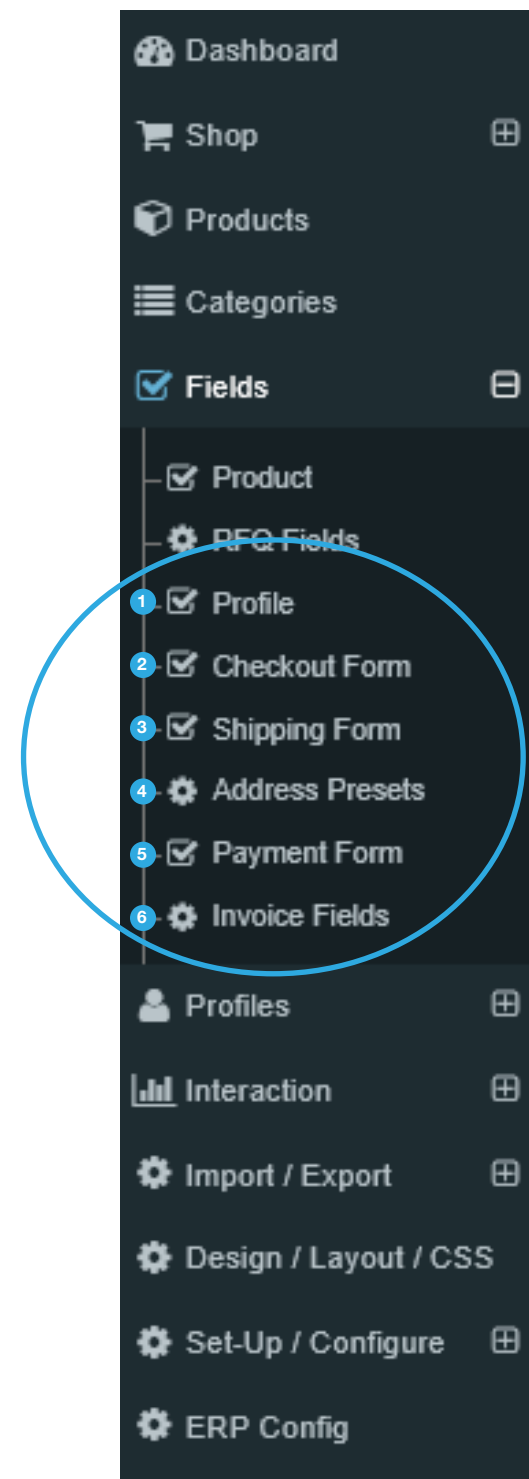 Dashboard
Shop
Products
Categories
Fields
Product
RFQ Fields
1 Profile
2 Checkout Form
3 Shipping Form
4 Address Presets
5 Payment Form
6 Invoice Fields
Profiles
Interaction
Import / Export
Design / Layout / CSS
Set-Up / Configure
ERP Config